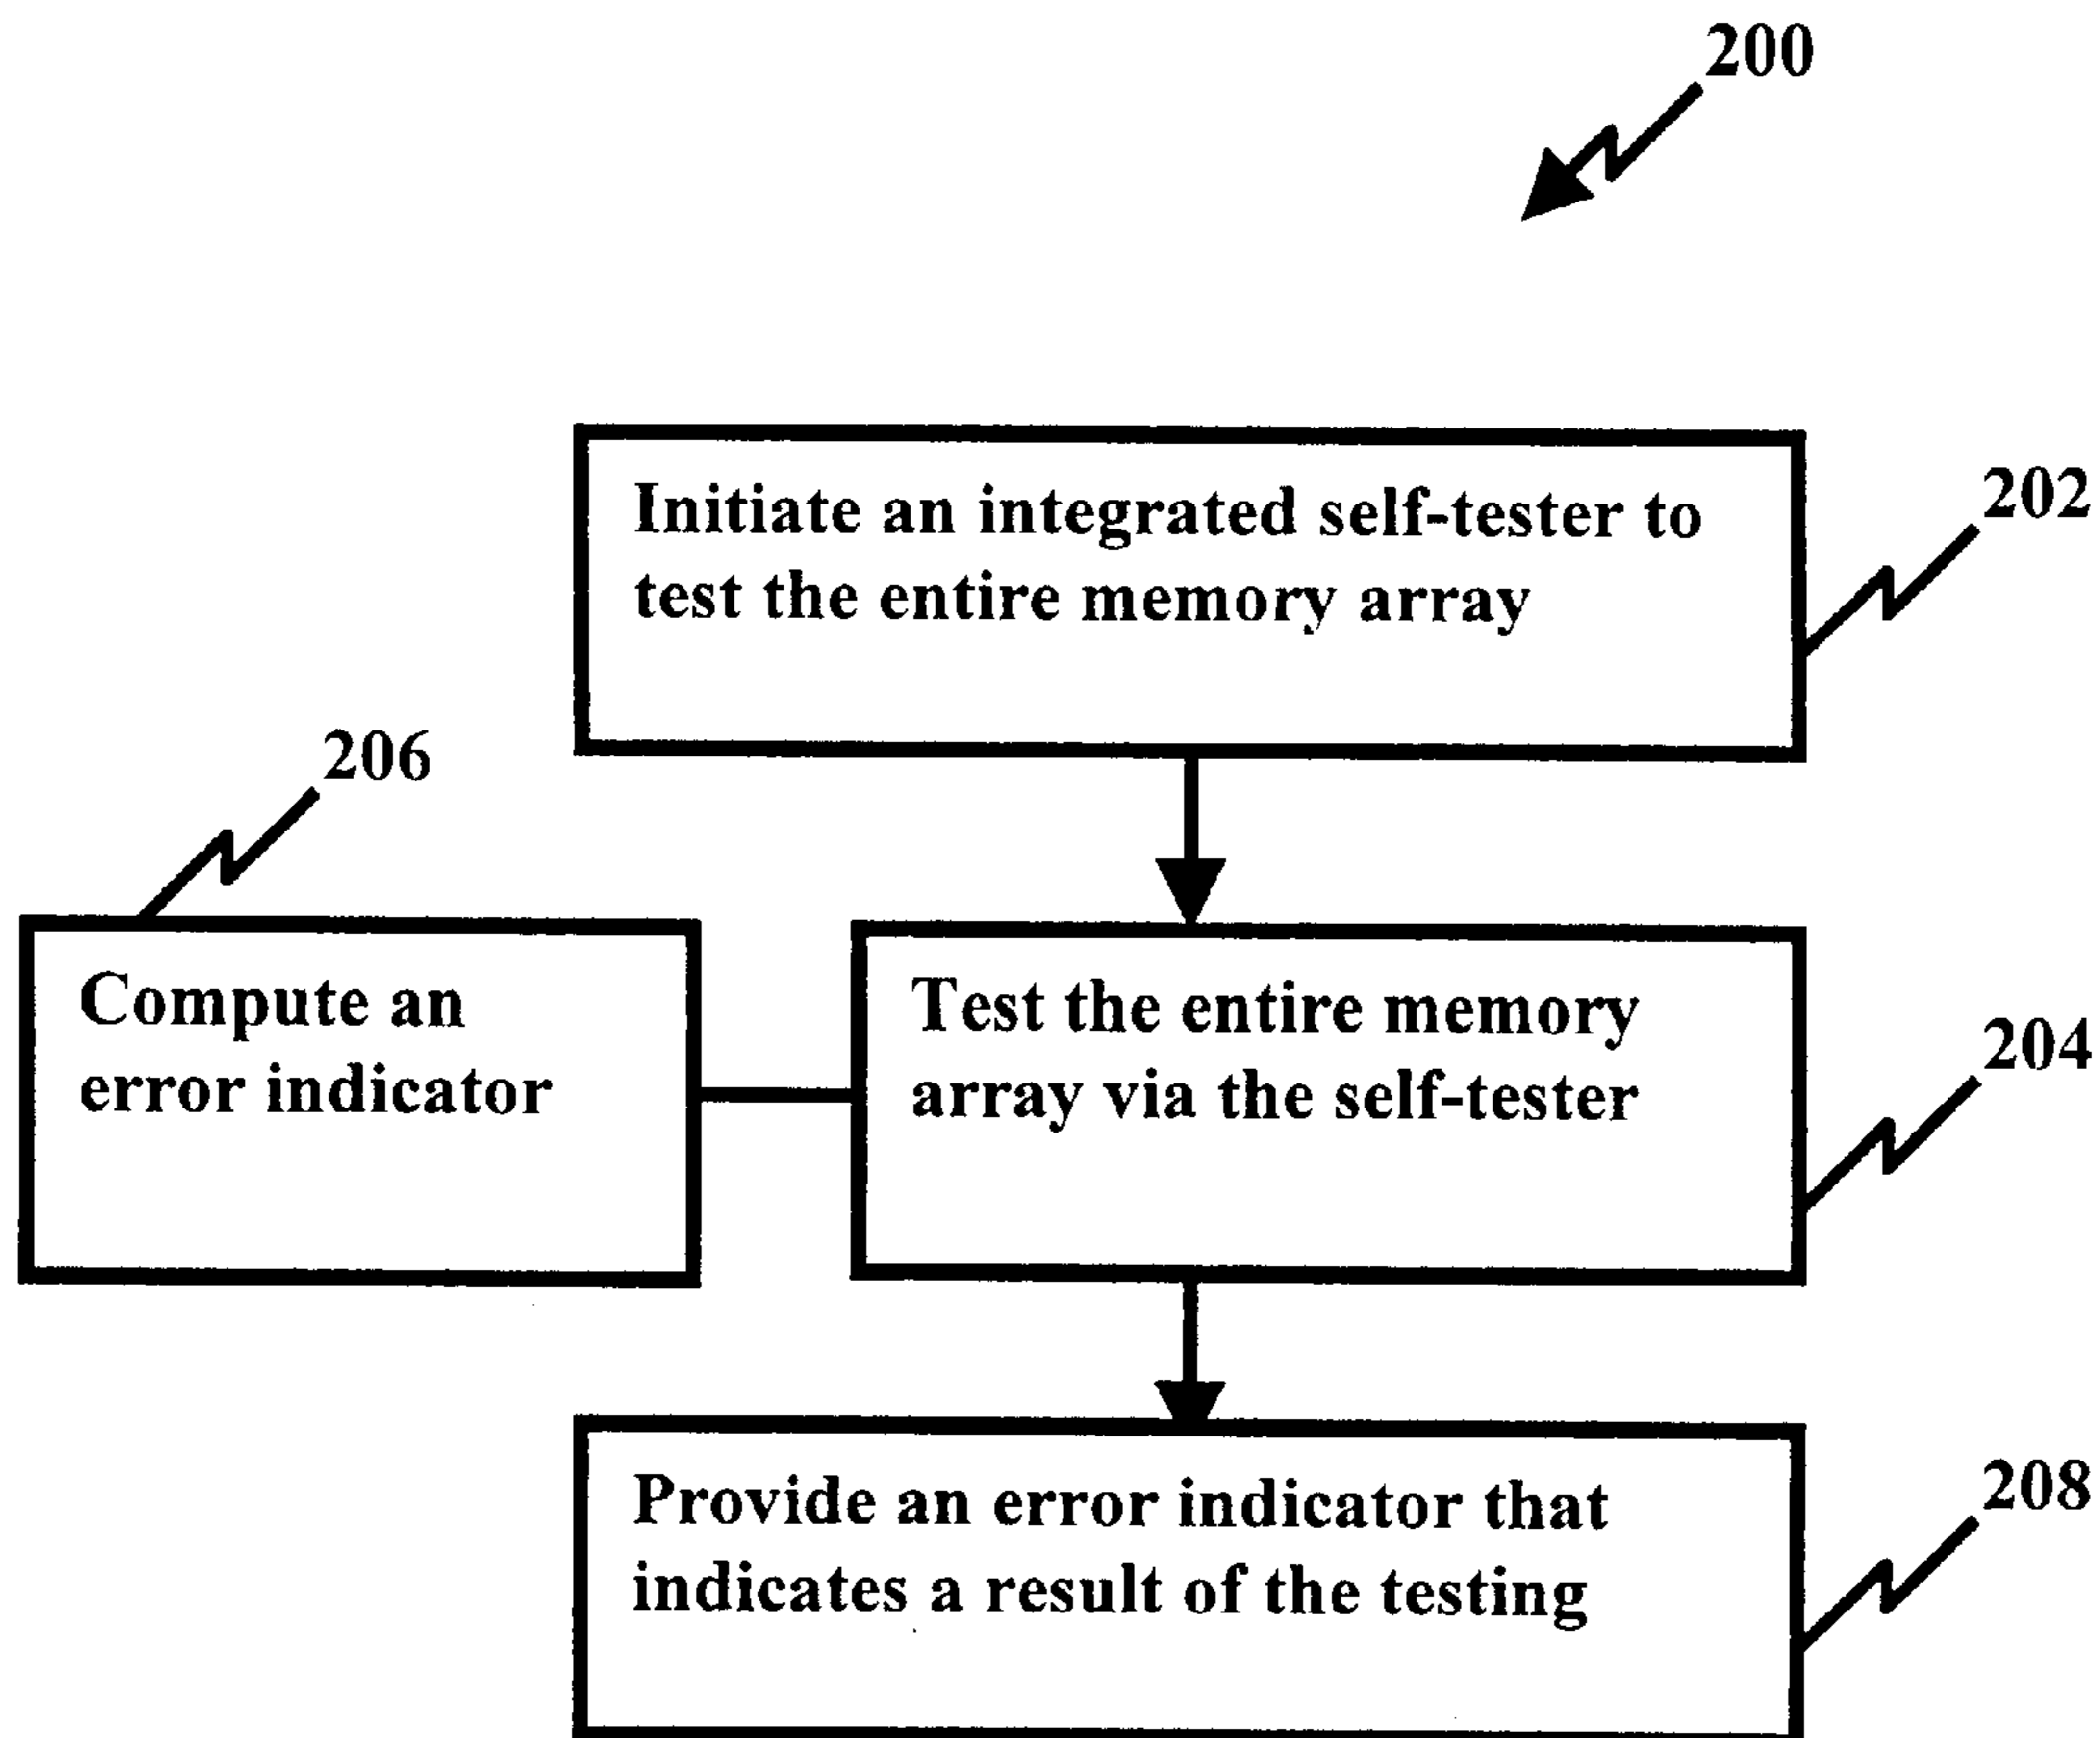 200
Initiate an integrated self-tester to
test the entire memory array
202
206
Compute an
error indicator
Test the entire memory
array via the self-tester
204
Provide an error indicator that
indicates a result of the testing
208